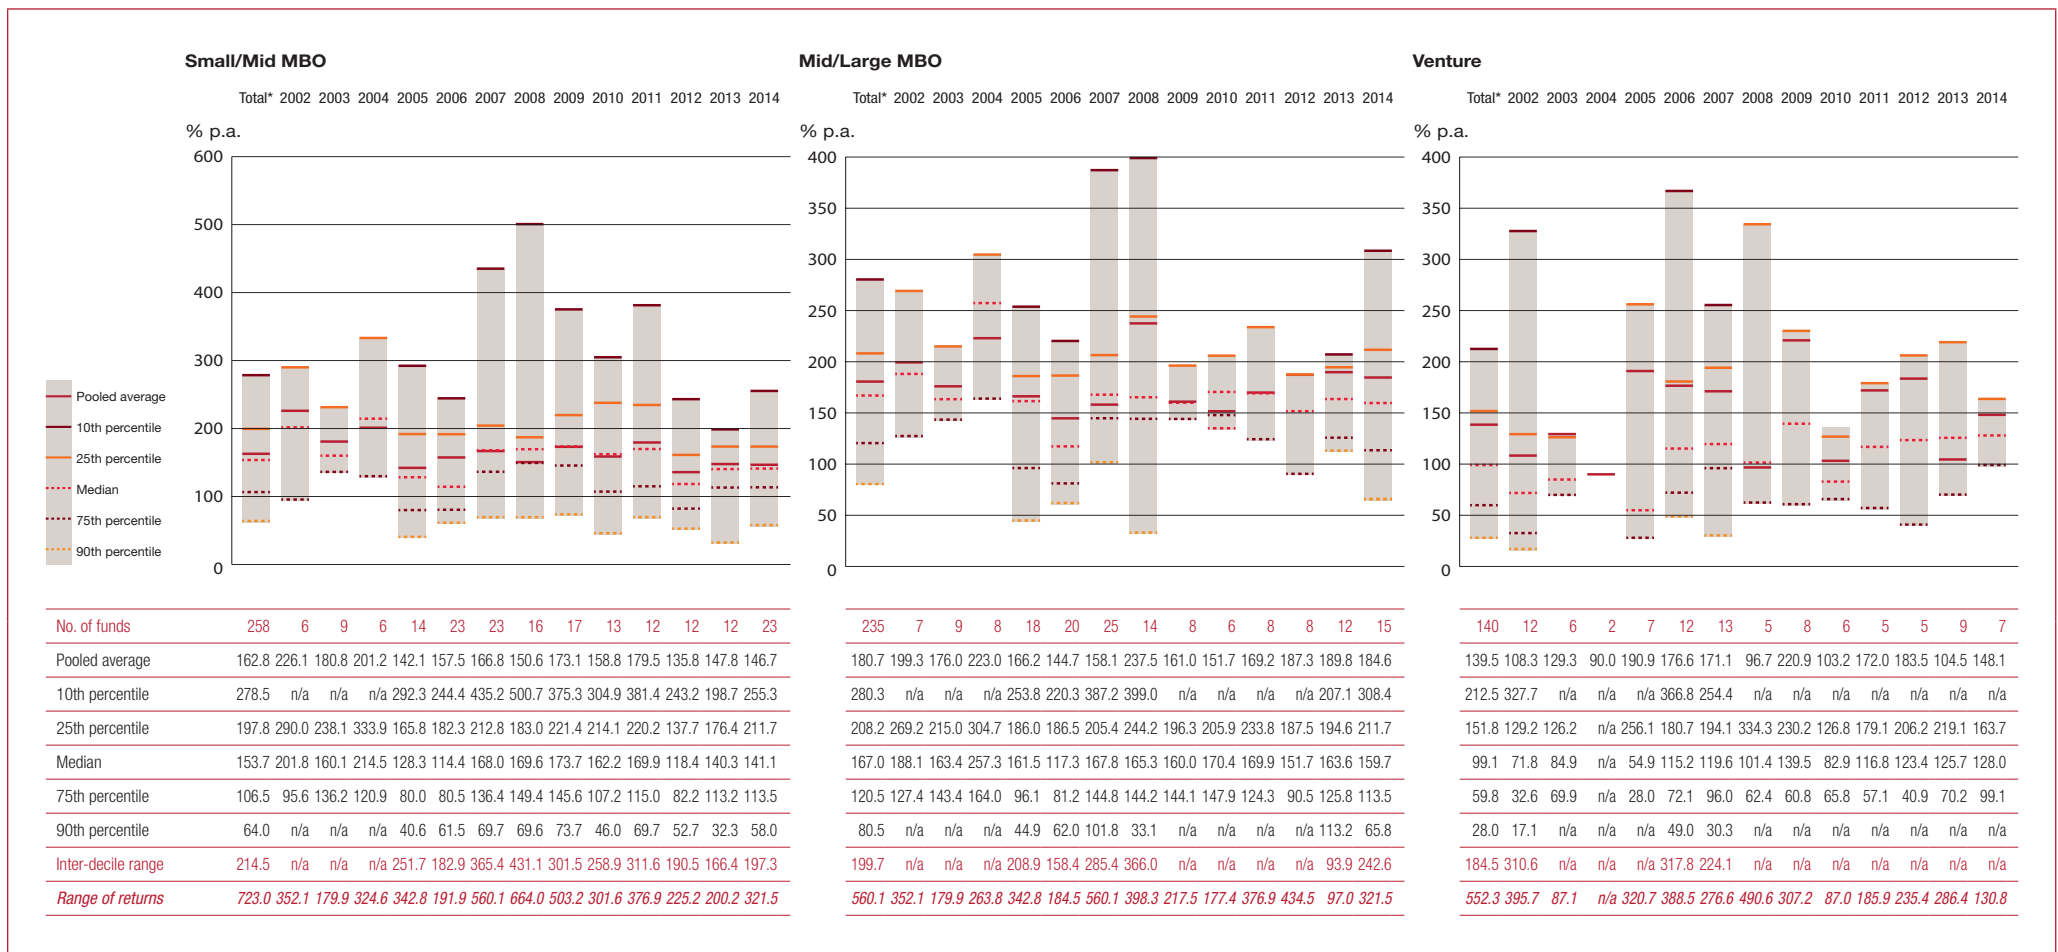 Small/Mid MBO
Mid/Large MBO
Venture
Total* 2002 2003 2004 2005 2006 2007 2008 2009 2010 2011 2012 2013 2014
Total* 2002 2003 2004 2005 2006 2007 2008 2009 2010 2011 2012 2013 2014
Total* 2002 2003 2004 2005 2006 2007 2008 2009 2010 2011 2012 2013 2014
% p.a.
% p.a.
% p.a.
600
500
400
300
200
100
0
400
350
300
250
200
150
100
50
0
400
350
300
250
200
150
100
50
0
Pooled average
10th percentile
25th percentile
Median
75th percentile
90th percentile
No. of funds 258 6 9 6 14 23 23 16 17 13 12 12 12 23
Pooled average 162.8 226.1 180.8 201.2 142.1 157.5 166.8 150.6 173.1 158.8 179.5 135.8 147.8 146.7
10th percentile 278.5 n/a n/a n/a 292.3 244.4 435.2 500.7 375.3 304.9 381.4 243.2 198.7 255.3
25th percentile 197.8 290.0 238.1 333.9 165.8 182.3 212.8 183.0 221.4 214.1 220.2 137.7 176.4 211.7
Median 153.7 201.8 160.1 214.5 128.3 114.4 168.0 169.6 173.7 162.2 169.9 118.4 140.3 141.1
75th percentile 106.5 95.6 136.2 120.9 80.0 80.5 136.4 149.4 145.6 107.2 115.0 82.2 113.2 113.5
90th percentile 64.0 n/a n/a n/a 40.6 61.5 69.7 69.6 73.7 46.0 69.7 52.7 32.3 58.0
Inter-decile range 214.5 n/a n/a n/a 251.7 182.9 365.4 431.1 301.5 258.9 311.6 190.5 166.4 197.3
Range of returns 723.0 352.1 179.9 324.6 342.8 191.9 560.1 664.0 503.2 301.6 376.9 225.2 200.2 321.5
235 7 9 8 18 20 25 14 8 6 8 8 12 15
180.7 199.3 176.0 223.0 166.2 144.7 158.1 237.5 161.0 151.7 169.2 187.3 189.8 184.6
280.3 n/a n/a n/a 253.8 220.3 387.2 399.0 n/a n/a n/a n/a 207.1 308.4
208.2 269.2 215.0 304.7 186.0 186.5 205.4 244.2 196.3 205.9 233.8 187.5 194.6 211.7
167.0 188.1 163.4 257.3 161.5 117.3 167.8 165.3 160.0 170.4 169.9 151.7 163.6 159.7
120.5 127.4 143.4 164.0 96.1 81.2 144.8 144.2 144.1 147.9 124.3 90.5 125.8 113.5
80.5 n/a n/a n/a 44.9 62.0 101.8 33.1 n/a n/a n/a n/a 113.2 65.8
199.7 n/a n/a n/a 208.9 158.4 285.4 366.0 n/a n/a n/a n/a 93.9 242.6
560.1 352.1 179.9 263.8 342.8 184.5 560.1 398.3 217.5 177.4 376.9 434.5 97.0 321.5
140 12 6 2 7 12 13 5 8 6 5 5 9 7
139.5 108.3 129.3 90.0 190.9 176.6 171.1 96.7 220.9 103.2 172.0 183.5 104.5 148.1
212.5 327.7 n/a n/a n/a 366.8 254.4 n/a n/a n/a n/a n/a n/a n/a
151.8 129.2 126.2 n/a 256.1 180.7 194.1 334.3 230.2 126.8 179.1 206.2 219.1 163.7
99.1 71.8 84.9 n/a 54.9 115.2 119.6 101.4 139.5 82.9 116.8 123.4 125.7 128.0
59.8 32.6 69.9 n/a 28.0 72.1 96.0 62.4 60.8 65.8 57.1 40.9 70.2 99.1
28.0 17.1 n/a n/a n/a 49.0 30.3 n/a n/a n/a n/a n/a n/a n/a
184.5 310.6 n/a n/a n/a 317.8 224.1 n/a n/a n/a n/a n/a n/a n/a
552.3 395.7 87.1 n/a 320.7 388.5 276.6 490.6 307.2 87.0 185.9 235.4 286.4 130.8